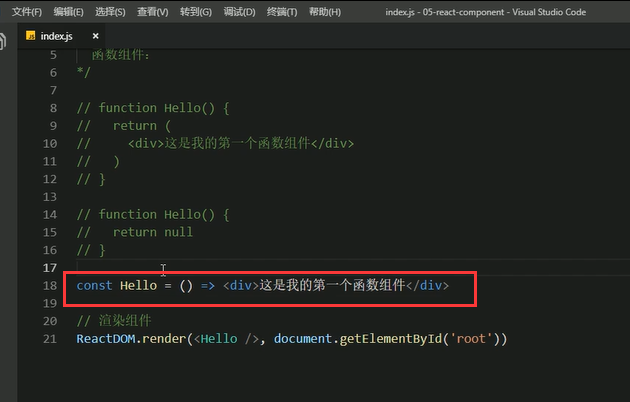 文件(F) 编辑(E) 选择(S) 查看(V) 转到(G) 调试(D) 终端(T) 帮助(H) index.js - 05-react-component - Visual Studio Code
JS index.js ×
5 函数组件：
6 */
7
8 // function Hello() {
9 //   return (
10 //     <div>这是我的第一个函数组件</div>
11 //   )
12 // }
13
14 // function Hello() {
15 //   return null
16 // }
17
18 const Hello = () => <div>这是我的第一个函数组件</div>
19
20 // 渲染组件
21 ReactDOM.render(<Hello />, document.getElementById('root'))